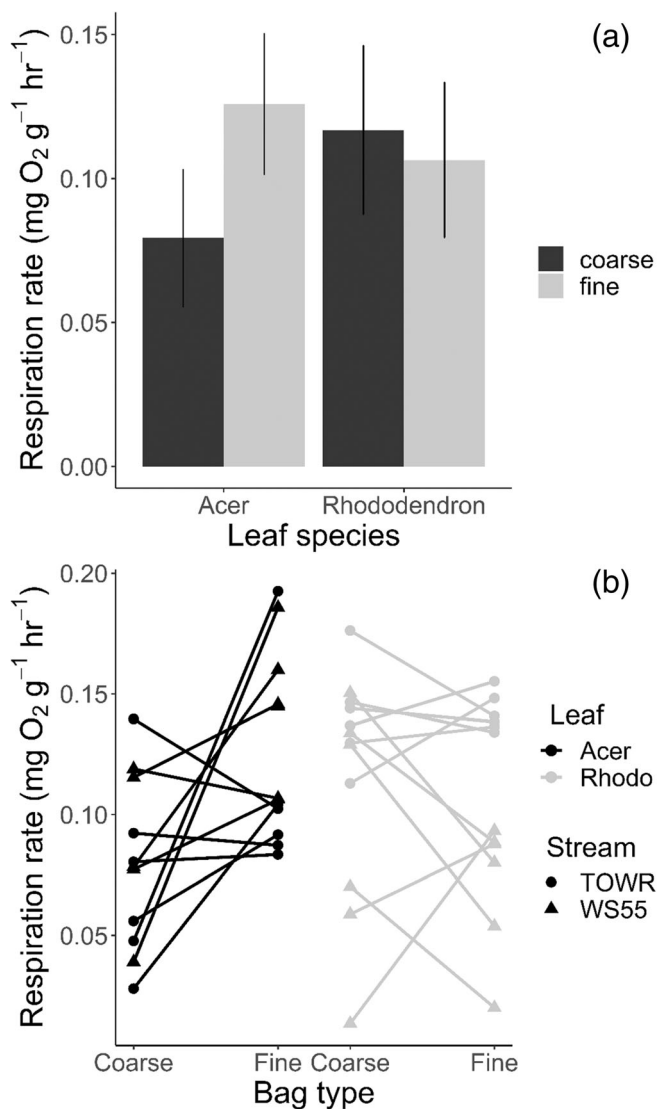 (a)
Respiration rate (mg O₂ g⁻¹ hr⁻¹)
0.15
0.10
0.05
0.00
Acer Rhododendron
Leaf species
coarse
fine
(b)
Respiration rate (mg O₂ g⁻¹ hr⁻¹)
0.20
0.15
0.10
0.05
Coarse Fine Coarse Fine
Bag type
Leaf
Acer
Rhodo
Stream
TOWR
WS55